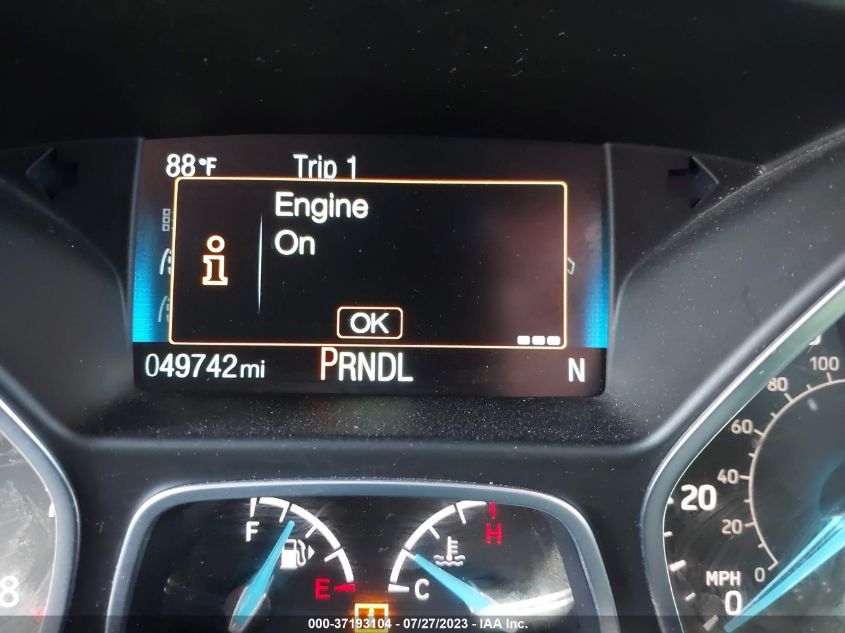 88°F Trip 1
Engine
On
i
OK
049742mi PRNDL N
F H
E C
8
100
80
60
40
20
0
20
MPH
0
000-37193104 - 07/27/2023 - IAA Inc.